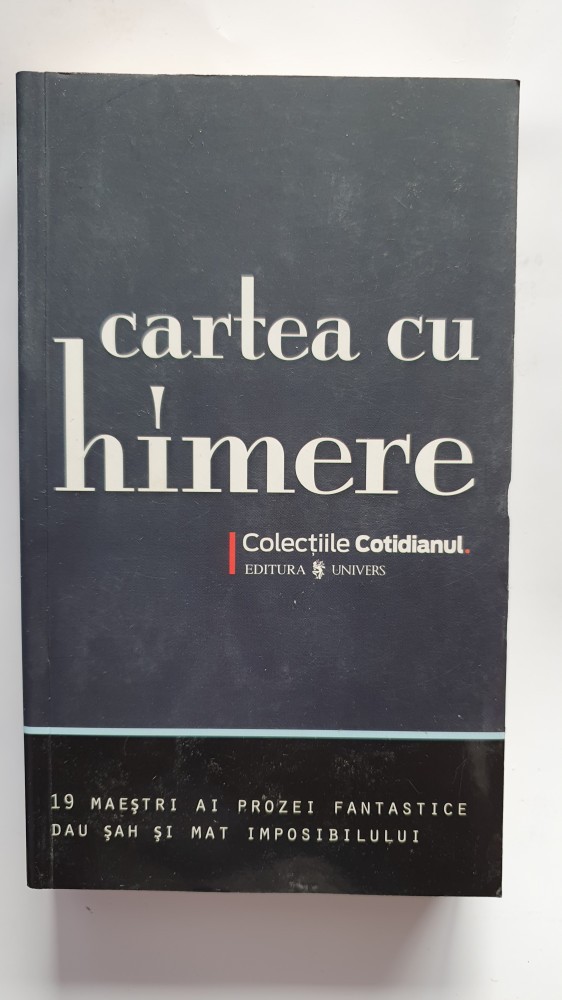 cartea cu
himere
Colecțiile Cotidianul.
EDITURA UNIVERS
19 MAEȘTRI AI PROZEI FANTASTICE
DAU ȘAH ȘI MAT IMPOSIBILULUI